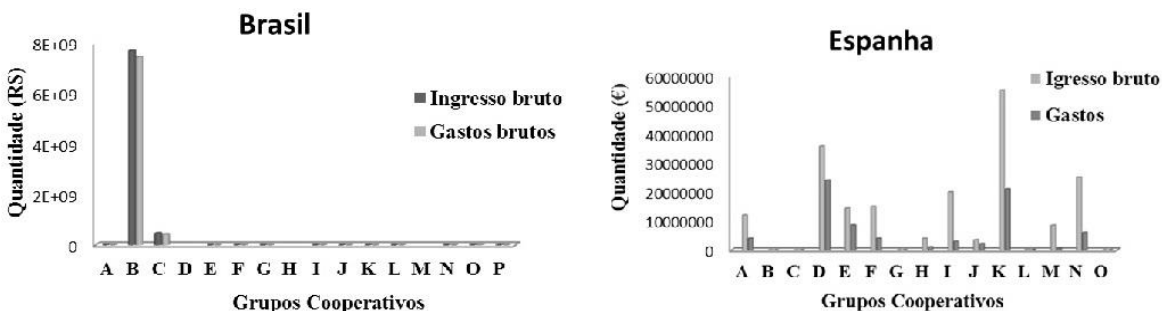 Brasil
8E+09
6E+09
4E+09
2E+09
0
Quantidade (RS)
Ingresso bruto
Gastos brutos
A B C D E F G H I J K L M N O P
Grupos Cooperativos
Espanha
60000000
50000000
40000000
30000000
20000000
10000000
0
Quantidade (€)
Igresso bruto
Gastos
A B C D E F G H I J K L M N O
Grupos Cooperativos